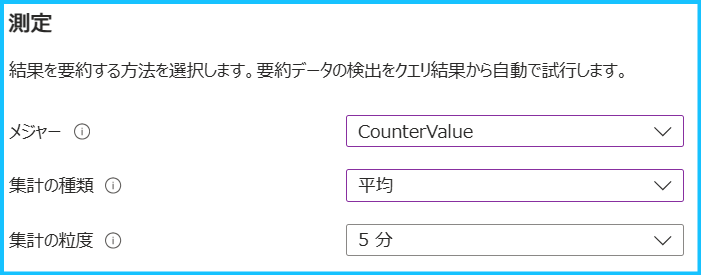 測定
結果を要約する方法を選択します。要約データの検出をクエリ結果から自動で試行します。
メジャー CounterValue
集計の種類 平均
集計の粒度 5 分